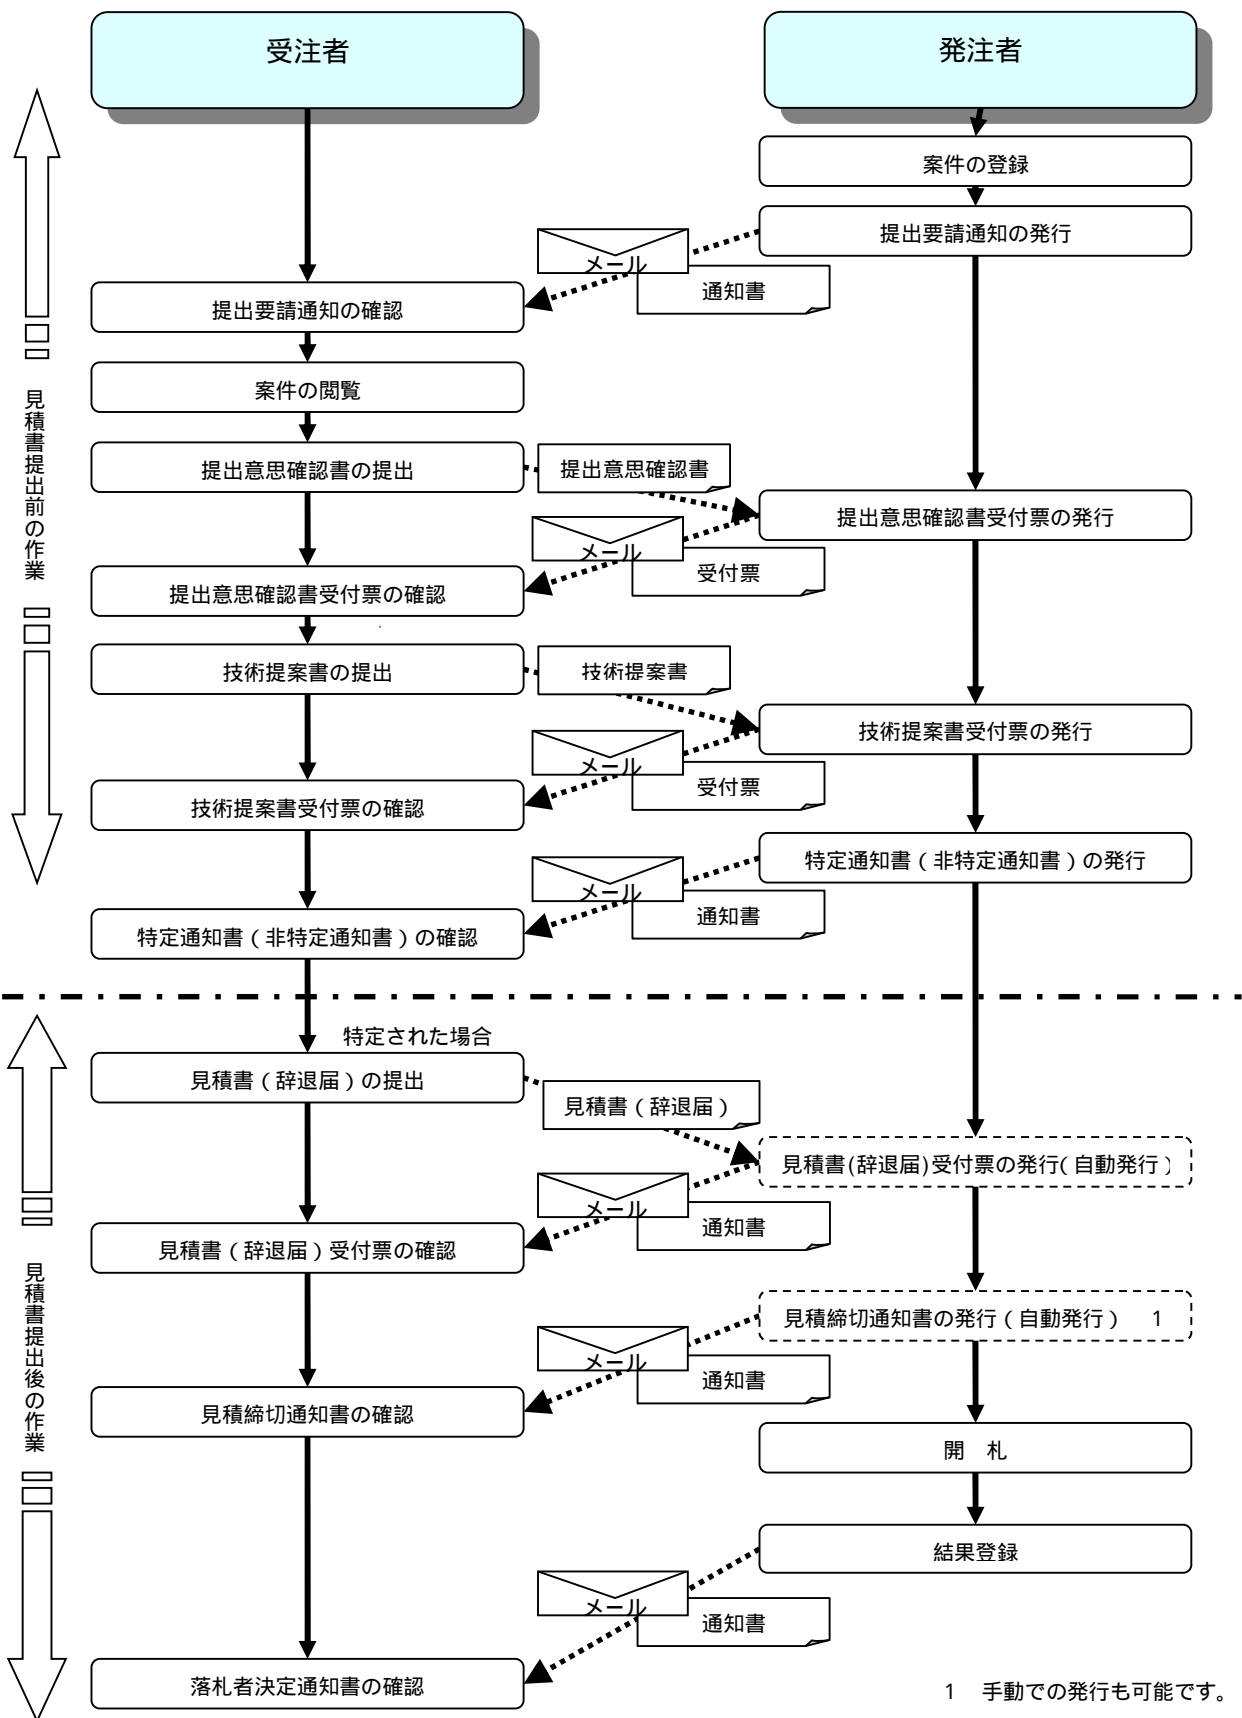 受注者
発注者
案件の登録
提出要請通知の発行
メール
通知書
提出要請通知の確認
案件の閲覧
見積書提出前の作業
提出意思確認書の提出
提出意思確認書
提出意思確認書受付票の発行
メール
受付票
提出意思確認書受付票の確認
技術提案書の提出
技術提案書
技術提案書受付票の発行
メール
受付票
技術提案書受付票の確認
特定通知書(非特定通知書)の発行
メール
通知書
特定通知書(非特定通知書)の確認
特定された場合
見積書(辞退届)の提出
見積書(辞退届)
見積書(辞退届)受付票の発行(自動発行)
メール
通知書
見積書(辞退届)受付票の確認
見積書提出後の作業
見積締切通知書の発行(自動発行) 1
メール
通知書
見積締切通知書の確認
開 札
結果登録
メール
通知書
落札者決定通知書の確認
1 手動での発行も可能です。